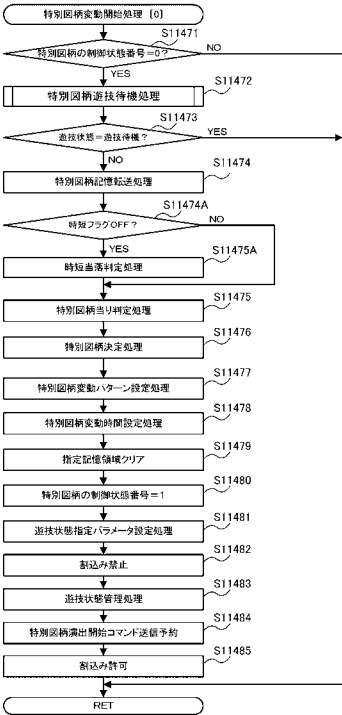 特別図柄変動開始処理 [0]
S11471
特別図柄の制御状態番号=0?
NO
YES
S11472
特別図柄遊技待機処理
S11473
遊技状態=遊技待機?
YES
NO
S11474
特別図柄記憶転送処理
S11474A
時短フラグOFF?
NO
YES
S11475A
時短当落判定処理
S11475
特別図柄当り判定処理
S11476
特別図柄決定処理
S11477
特別図柄変動パターン設定処理
S11478
特別図柄変動時間設定処理
S11479
指定記憶領域クリア
S11480
特別図柄の制御状態番号=1
S11481
遊技状態指定パラメータ設定処理
S11482
割込み禁止
S11483
遊技状態管理処理
S11484
特別図柄演出開始コマンド送信予約
S11485
割込み許可
RET